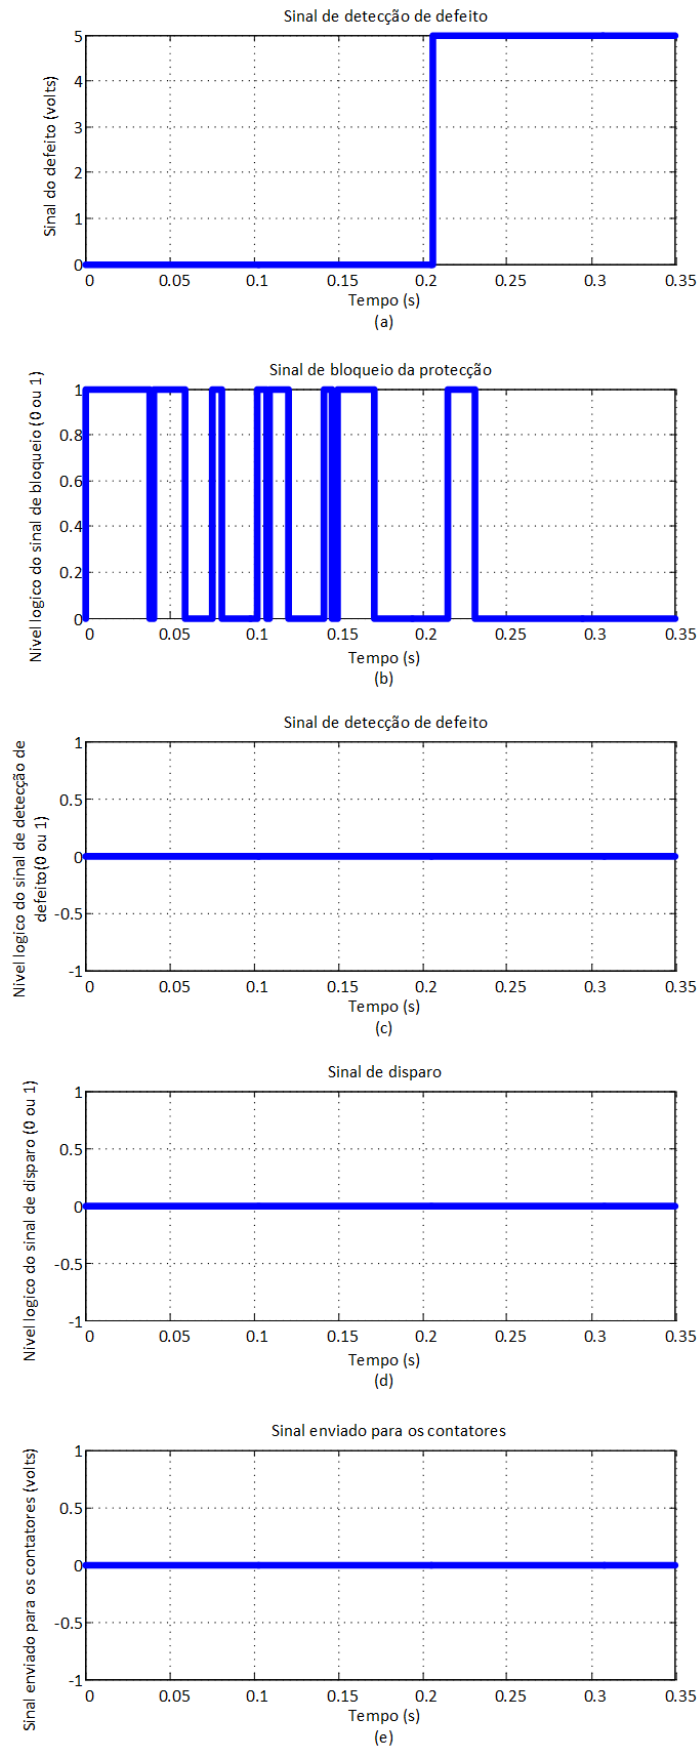 Sinal de detecção de defeito
Sinal do defeito (volts)
5
4
3
2
1
0
0 0.05 0.1 0.15 0.2 0.25 0.3 0.35
Tempo (s)
(a)
Sinal de bloqueio da protecção
Nivel logico do sinal de bloqueio (0 ou 1)
1
0.8
0.6
0.4
0.2
0
0 0.05 0.1 0.15 0.2 0.25 0.3 0.35
Tempo (s)
(b)
Sinal de detecção de defeito
Nivel logico do sinal de detecção de
defeito(0 ou 1)
1
0.5
0
-0.5
-1
0 0.05 0.1 0.15 0.2 0.25 0.3 0.35
Tempo (s)
(c)
Sinal de disparo
Nivel logico do sinal de disparo (0 ou 1)
1
0.5
0
-0.5
-1
0 0.05 0.1 0.15 0.2 0.25 0.3 0.35
Tempo (s)
(d)
Sinal enviado para os contatores
Sinal enviado para os contatores (volts)
1
0.5
0
-0.5
-1
0 0.05 0.1 0.15 0.2 0.25 0.3 0.35
Tempo (s)
(e)